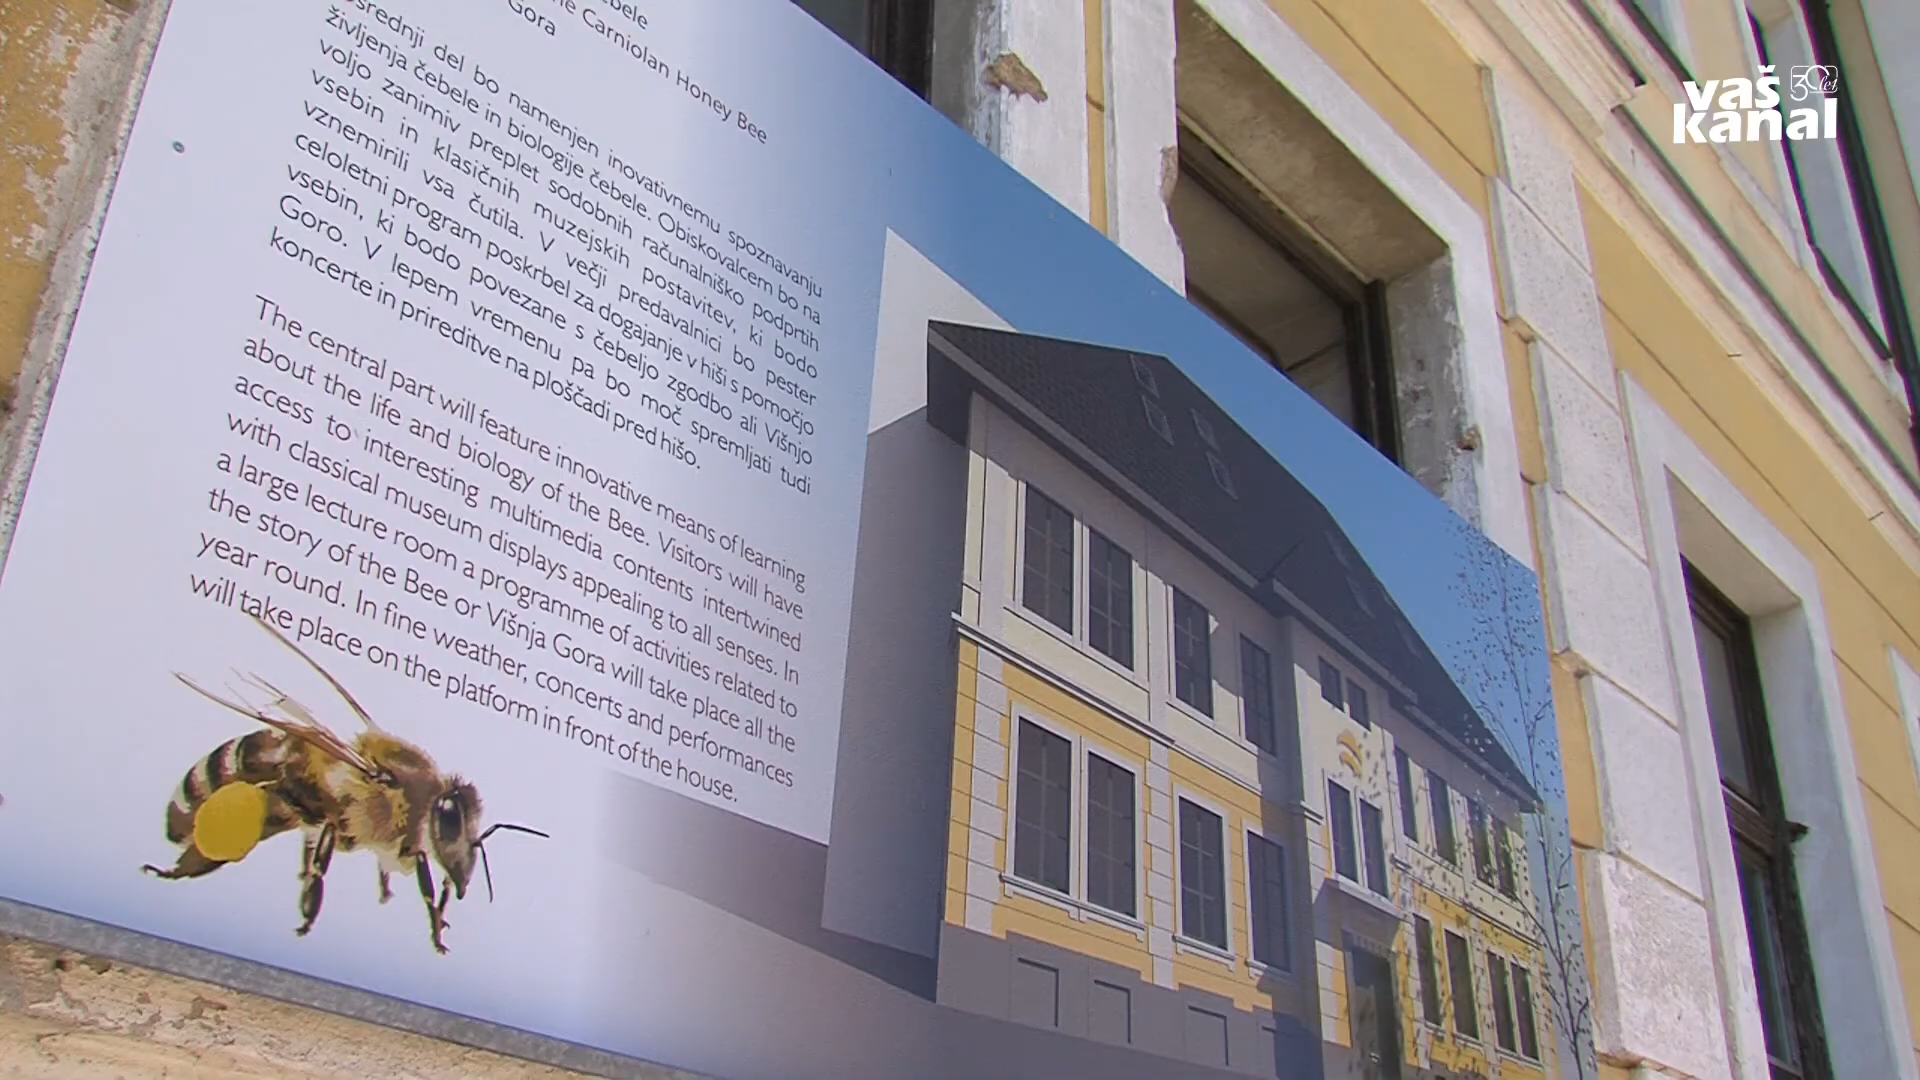 čebele
Carniolan Honey Bee
Gora
osrednji del bo namenjen inovativnemu spoznavanju
življenja čebele in biologije čebele. Obiskovalcem bo na
voljo zanimiv preplet sodobnih računalniško podprtih
vsebin in klasičnih muzejskih postavitev, ki bodo
vznemirili vsa čutila. V večji predavalnici bo pester
celoletni program poskrbel za dogajanje v hiši s pomočjo
vsebin, ki bodo povezane s čebeljo zgodbo ali Višnjo
Goro. V lepem vremenu pa bo moč spremljati tudi
koncerte in prireditve na ploščadi pred hišo.
The central part will feature innovative means of learning
about the life and biology of the Bee. Visitors will have
access to interesting multimedia contents intertwined
with classical museum displays appealing to all senses. In
a large lecture room a programme of activities related to
the story of the Bee or Višnja Gora will take place all the
year round. In fine weather, concerts and performances
will take place on the platform in front of the house.
vaš 30 let
kanal